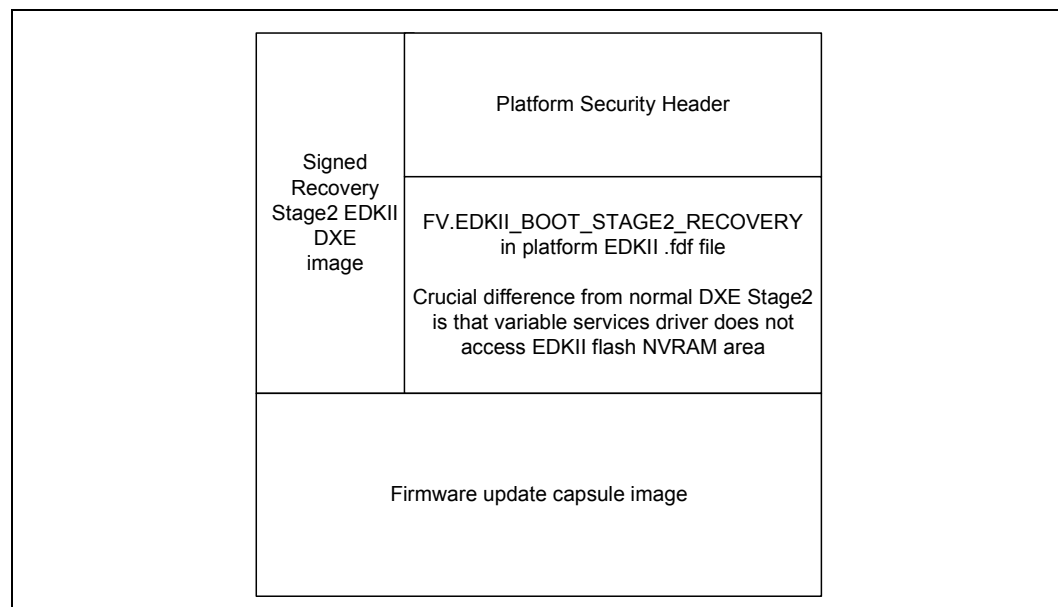 Signed
Recovery
Stage2 EDKII
DXE
image
Platform Security Header
FV.EDKII_BOOT_STAGE2_RECOVERY
in platform EDKII .fdf file
Crucial difference from normal DXE Stage2
is that variable services driver does not
access EDKII flash NVRAM area
Firmware update capsule image